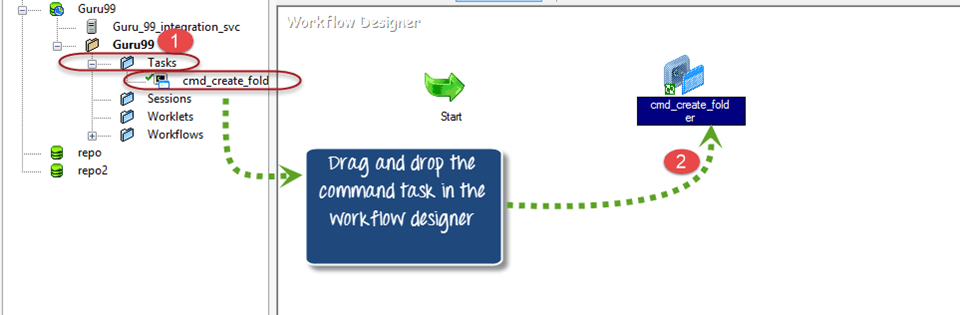 Guru99
Guru_99_integration_svc
Guru99
1
Tasks
cmd_create_fold
Sessions
Worklets
Workflows
repo
repo2
Workflow Designer
Start
cmd_create_fold
er
2
Drag and drop the
command task in the
workflow designer